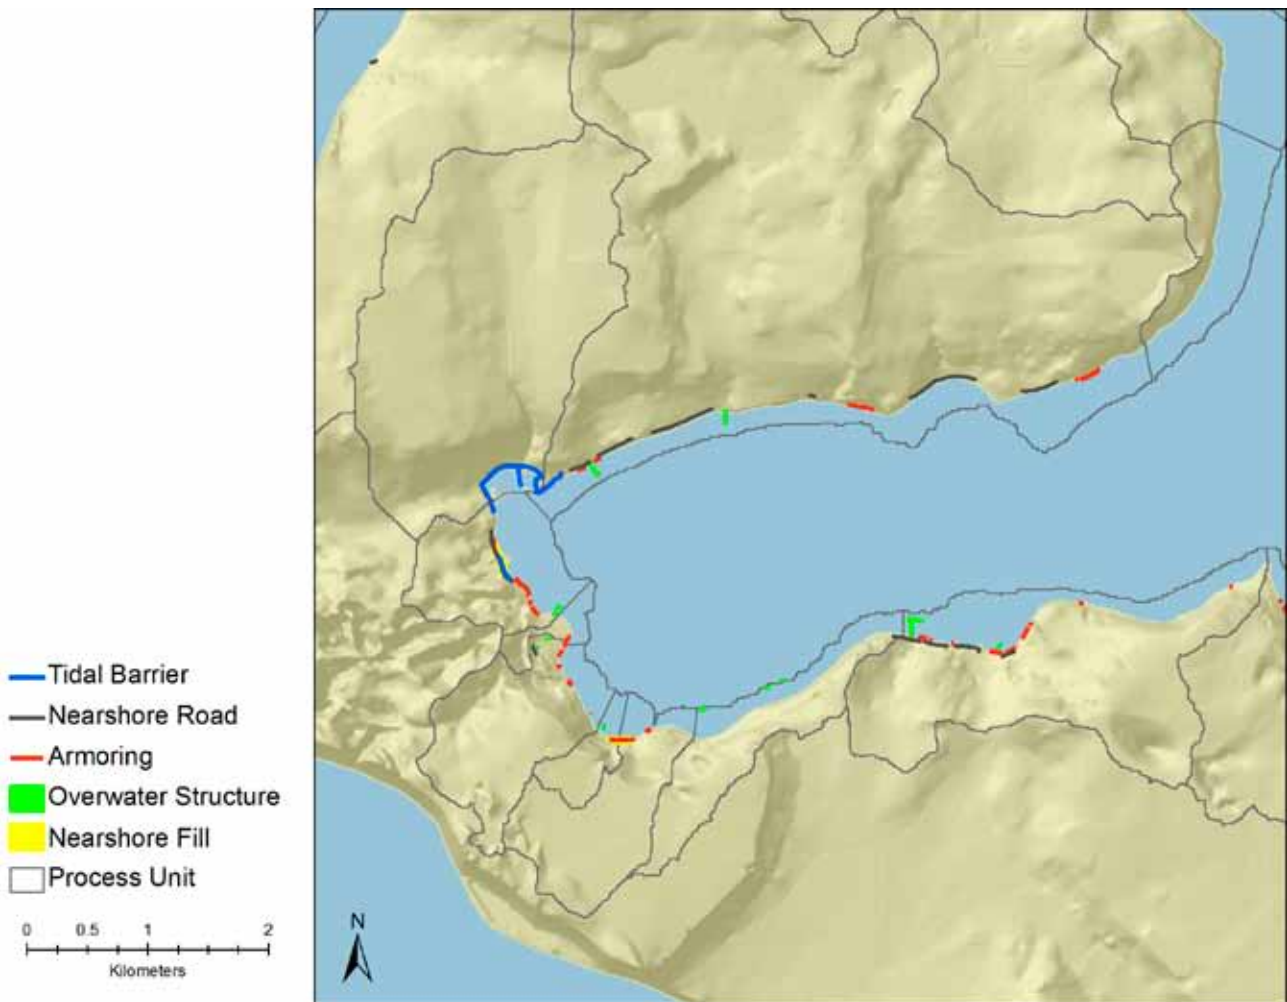 Tidal Barrier
Nearshore Road
Armoring
Overwater Structure
Nearshore Fill
Process Unit
0 0.5 1 2
Kilometers
N